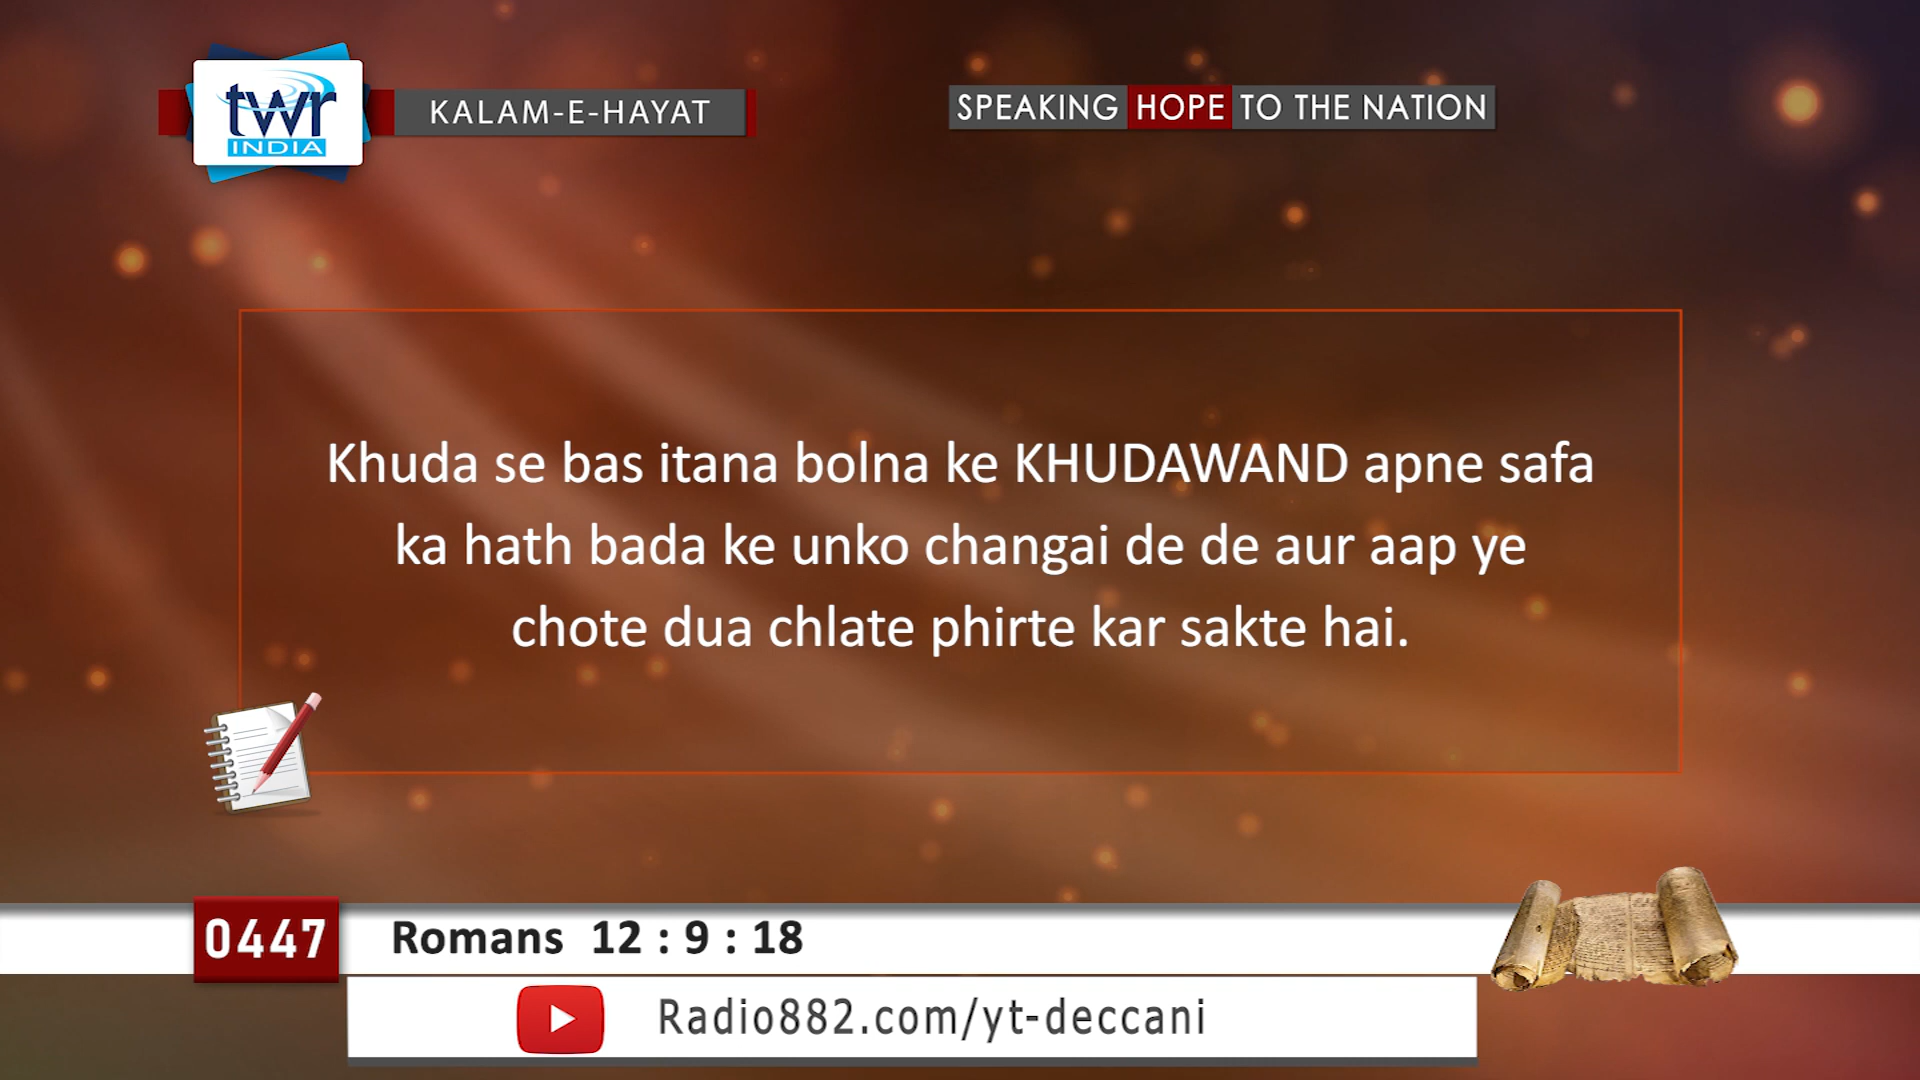 twr
INDIA
KALAM-E-HAYAT
SPEAKING HOPE TO THE NATION
Khuda se bas itana bolna ke KHUDAWAND apne safa
ka hath bada ke unko changai de de aur aap ye
chote dua chlate phirte kar sakte hai.
0447
Romans 12 : 9 : 18
Radio882.com/yt-deccani